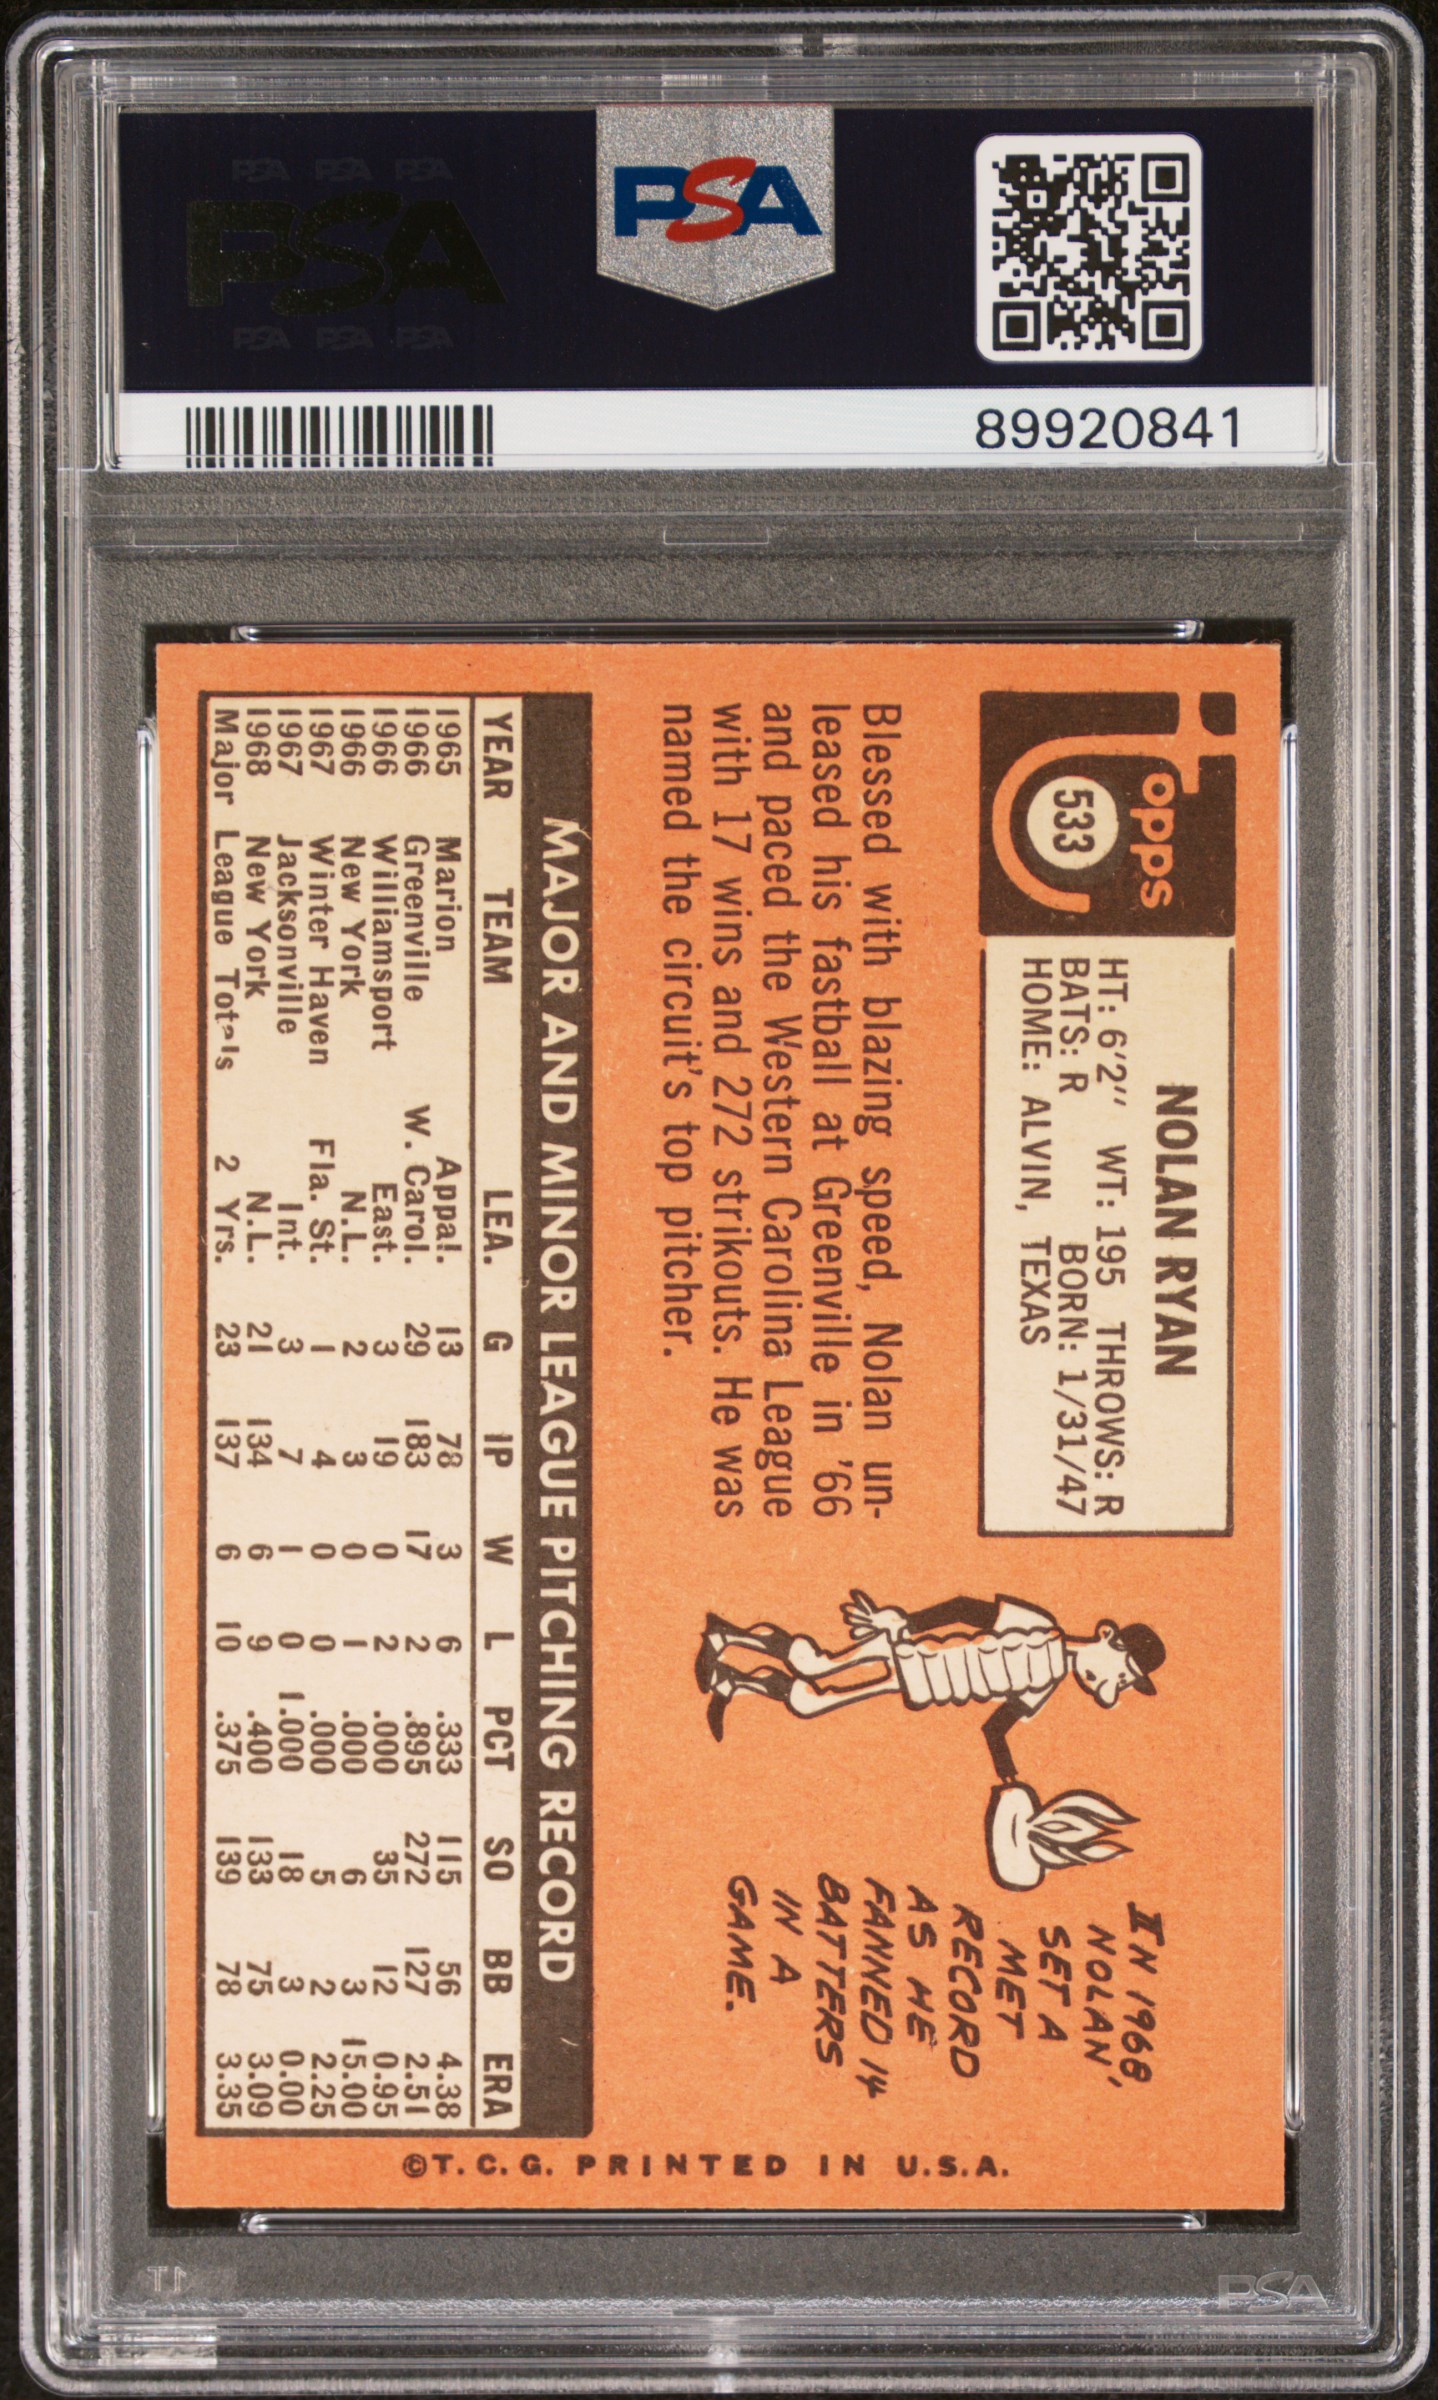 PSA PSA PSA
PSA
PSA PSA PSA
PSA
89920841
Topps
533
NOLAN RYAN
HT: 6'2" WT: 195 THROWS: R
BATS: R BORN: 1/31/47
HOME: ALVIN, TEXAS
Blessed with blazing speed, Nolan un-
leased his fastball at Greenville in '66
and paced the Western Carolina League
with 17 wins and 272 strikouts. He was
named the circuit's top pitcher.
IN 1968,
NOLAN
SET A
MET
RECORD
AS HE
FANNED 14
BATTERS
IN A
GAME.
MAJOR AND MINOR LEAGUE PITCHING RECORD
YEAR TEAM LEA. G IP W L PCT SO BB ERA
1965 Marion Appal. 13 78 3 6 .333 115 56 4.38
1966 Greenville W. Carol. 29 183 17 2 .895 272 127 2.51
1966 Williamsport East. 3 19 0 2 .000 35 12 0.95
1966 New York N.L. 2 3 0 1 .000 6 3 15.00
1967 Winter Haven Fla. St. 1 4 0 0 .000 5 2 2.25
1967 Jacksonville Int. 3 7 1 0 1.000 18 3 0.00
1968 New York N.L. 21 134 6 9 .400 133 75 3.09
Major League Totals 2 Yrs. 23 137 6 10 .375 139 78 3.35
©T.C.G. PRINTED IN U.S.A.
PSA